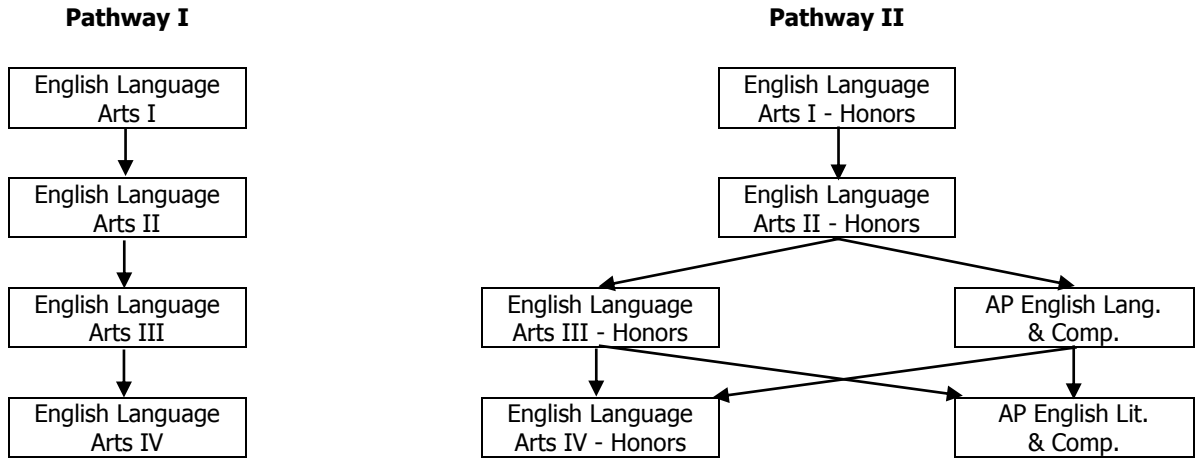 Pathway I
Pathway II
English Language
Arts I
English Language
Arts I - Honors
English Language
Arts II
English Language
Arts II - Honors
English Language
Arts III
English Language
Arts III - Honors
AP English Lang.
& Comp.
English Language
Arts IV
English Language
Arts IV - Honors
AP English Lit.
& Comp.